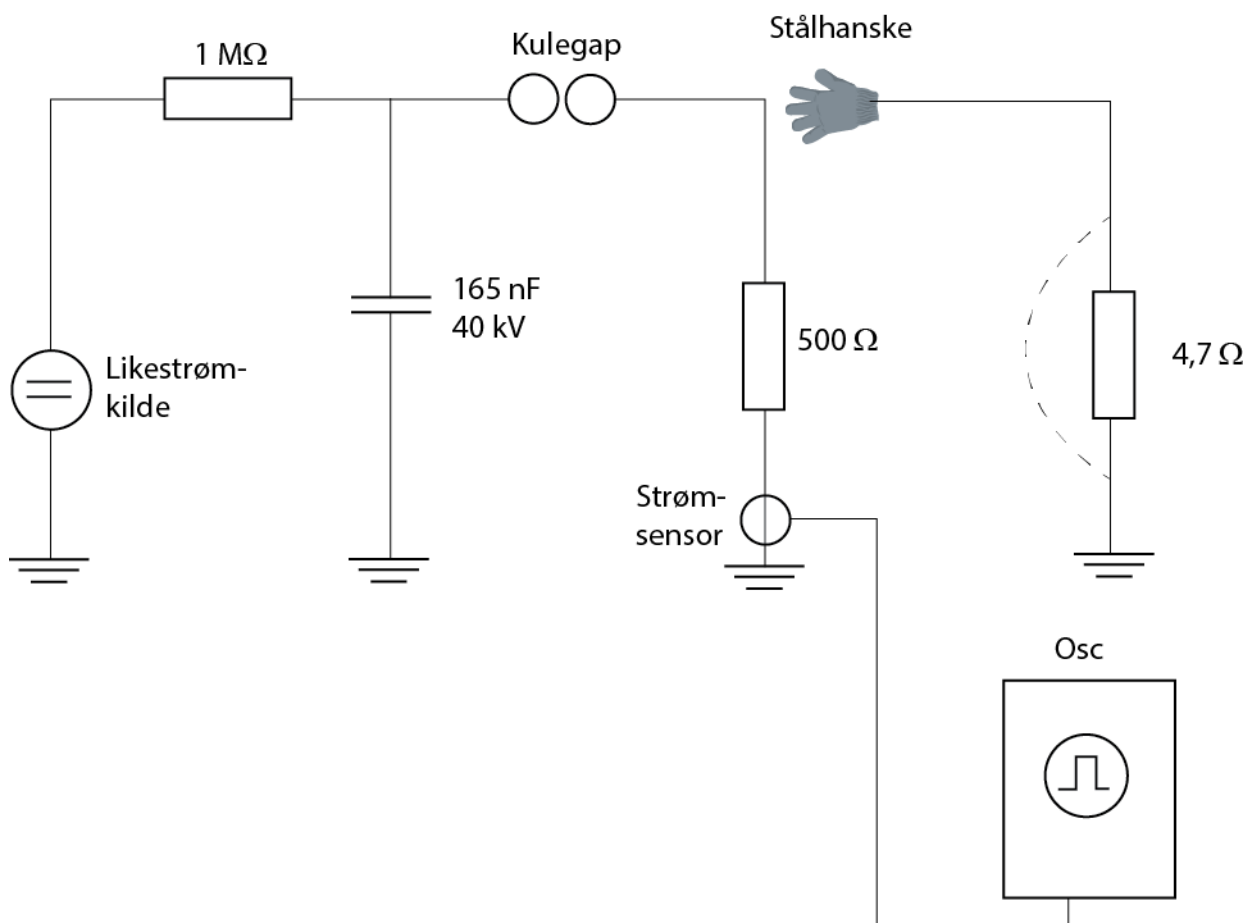 Stålhanske
Kulegap
1 MΩ
165 nF
40 kV
500 Ω
4,7 Ω
Likestrøm-
kilde
Strøm-
sensor
Osc